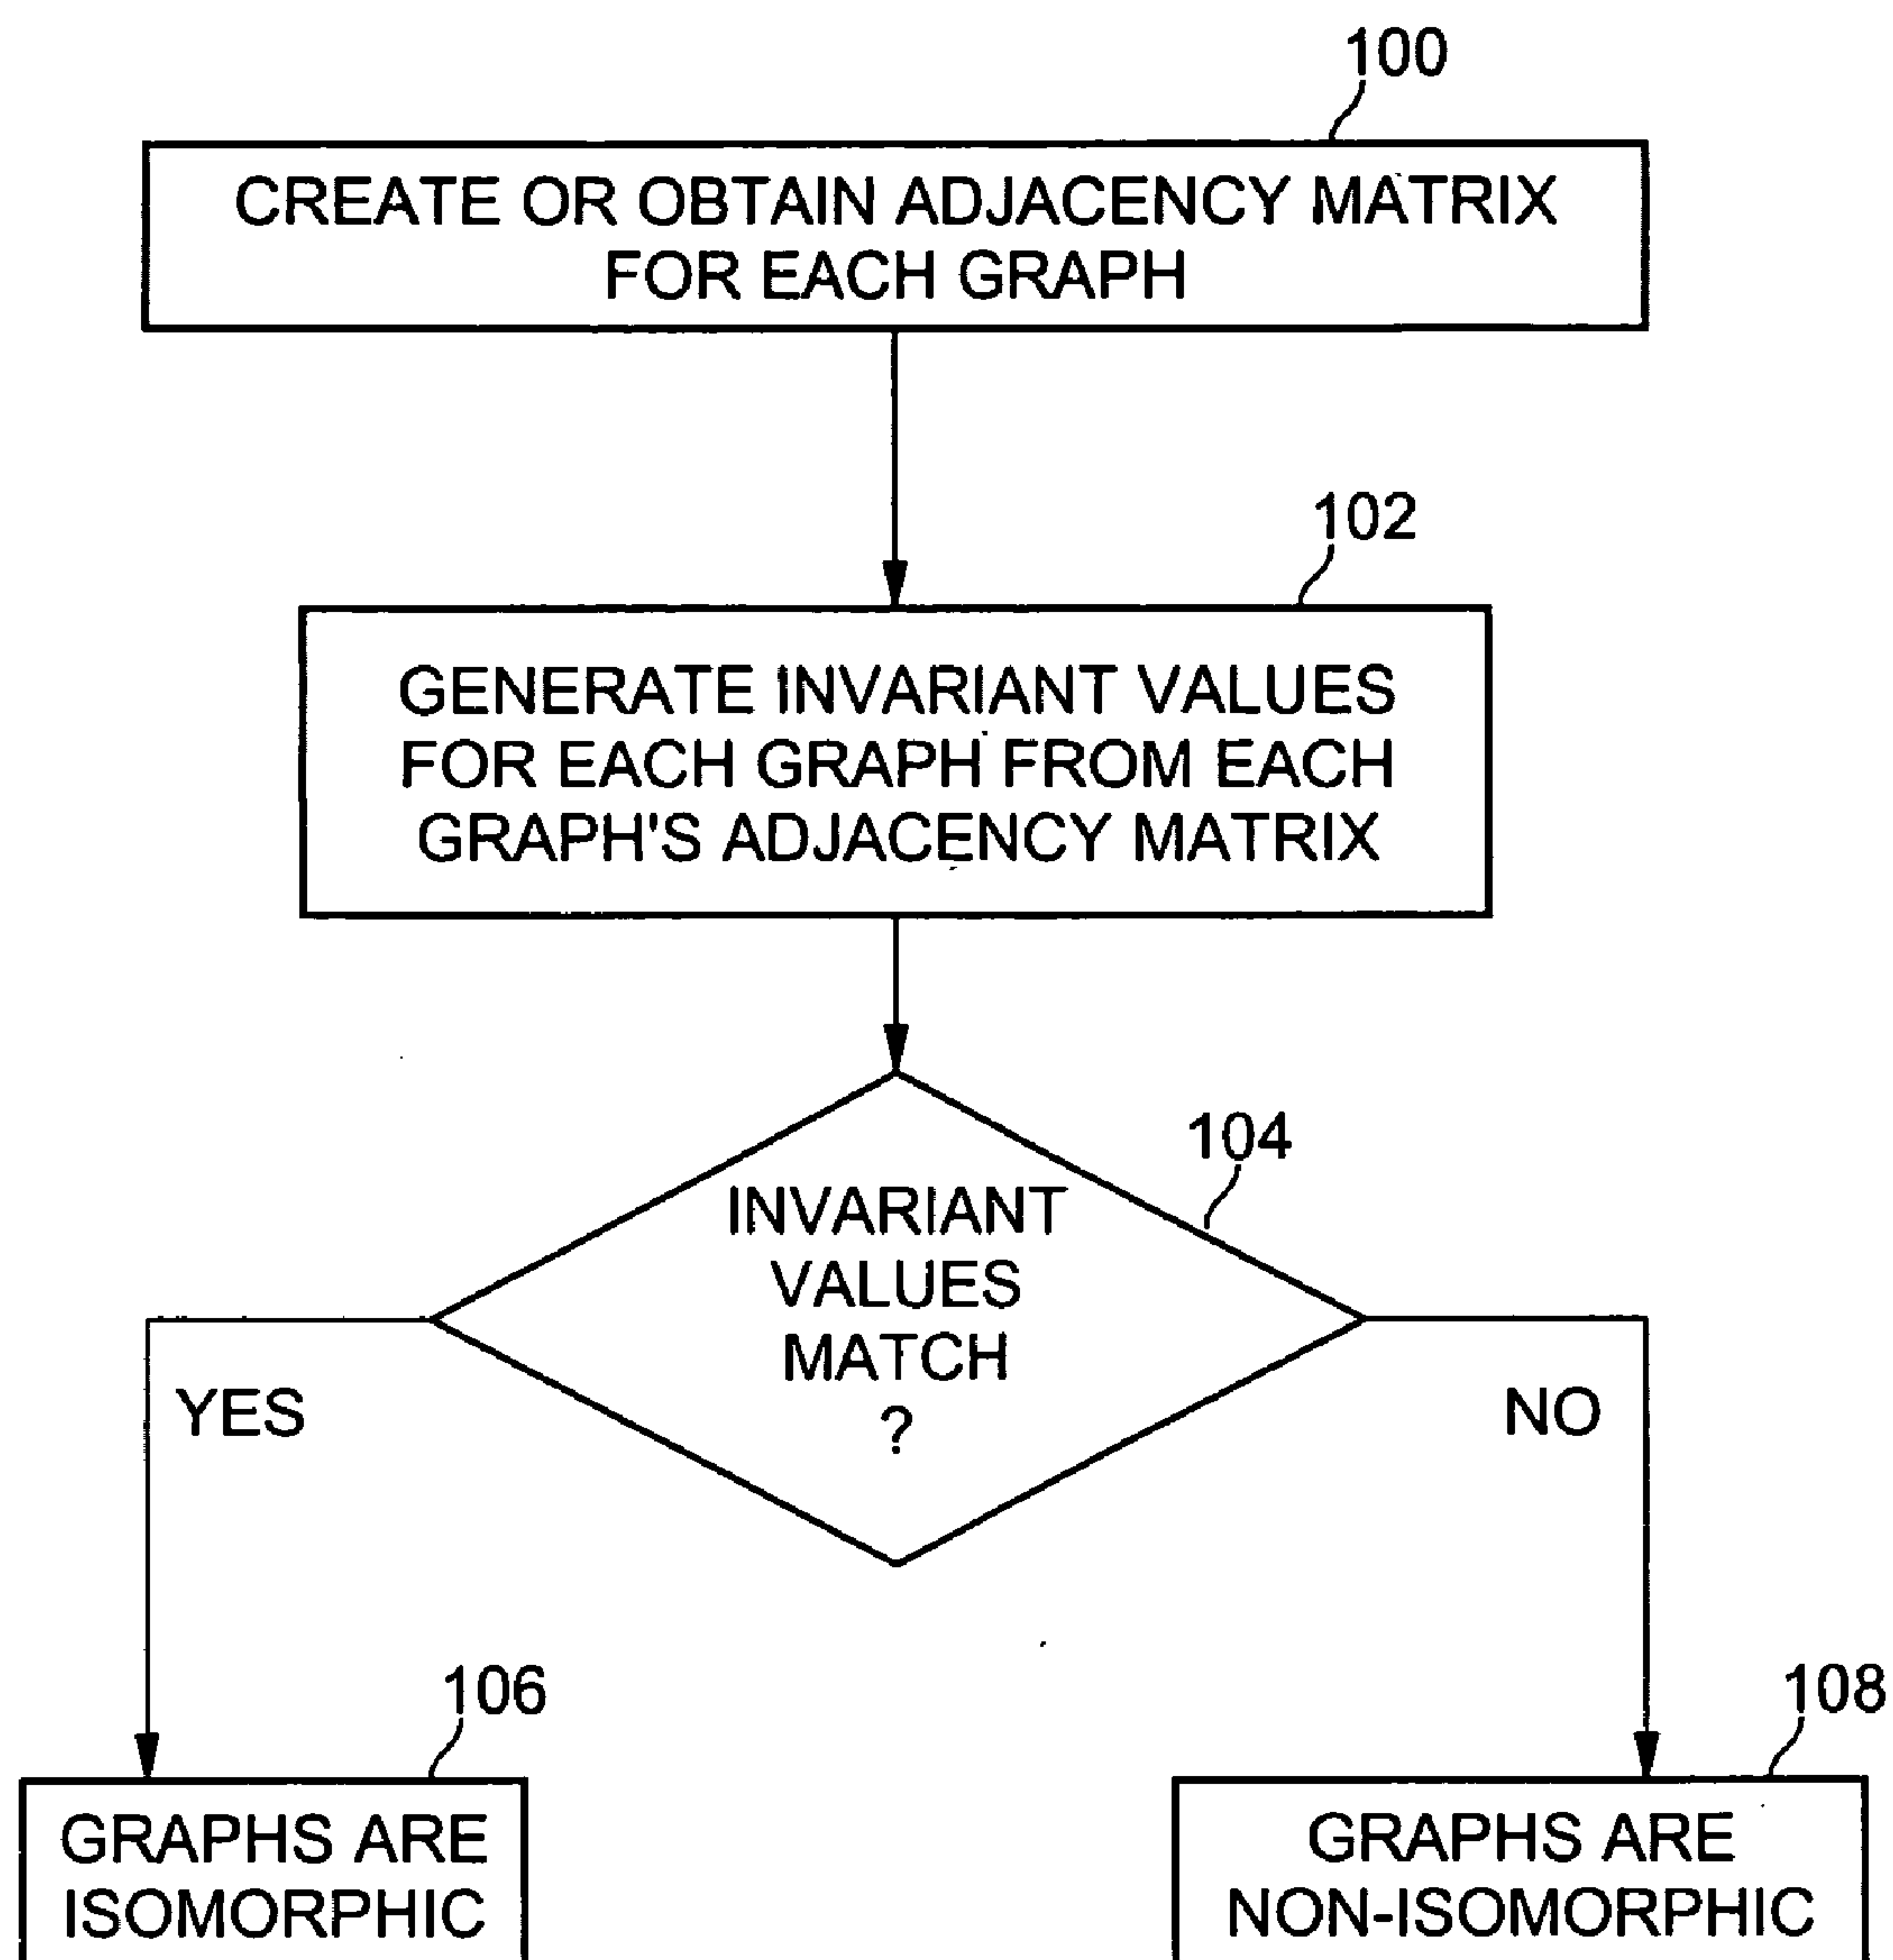 100
CREATE OR OBTAIN ADJACENCY MATRIX
FOR EACH GRAPH
102
GENERATE INVARIANT VALUES
FOR EACH GRAPH FROM EACH
GRAPH'S ADJACENCY MATRIX
104
INVARIANT
VALUES
MATCH
?
YES
NO
106
108
GRAPHS ARE
ISOMORPHIC
GRAPHS ARE
NON-ISOMORPHIC